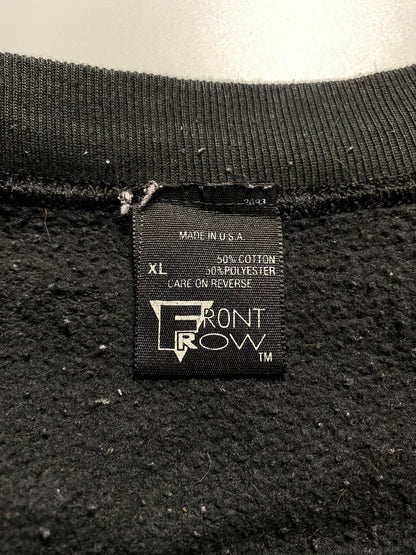 MADE IN U.S.A
50% COTTON
XL 50% POLYESTER
CARE ON REVERSE
FRONT
ROW
TM